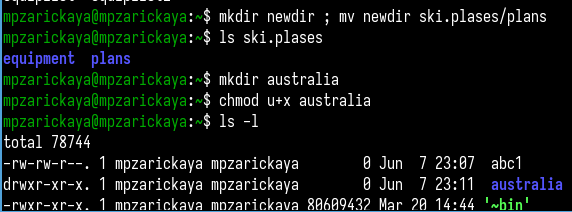 mpzarickaya@mpzarickaya:~$ mkdir newdir ; mv newdir ski.plases/plans
mpzarickaya@mpzarickaya:~$ ls ski.plases
equipment  plans
mpzarickaya@mpzarickaya:~$ mkdir australia
mpzarickaya@mpzarickaya:~$ chmod u+x australia
mpzarickaya@mpzarickaya:~$ ls -l
total 78744
-rw-rw-r--. 1 mpzarickaya mpzarickaya        0 Jun  7 23:07  abc1
drwxr-xr-x. 1 mpzarickaya mpzarickaya        0 Jun  7 23:11  australia
-rwxr-xr-x. 1 mpzarickaya mpzarickaya 80609432 Mar 20 14:44 '~bin'